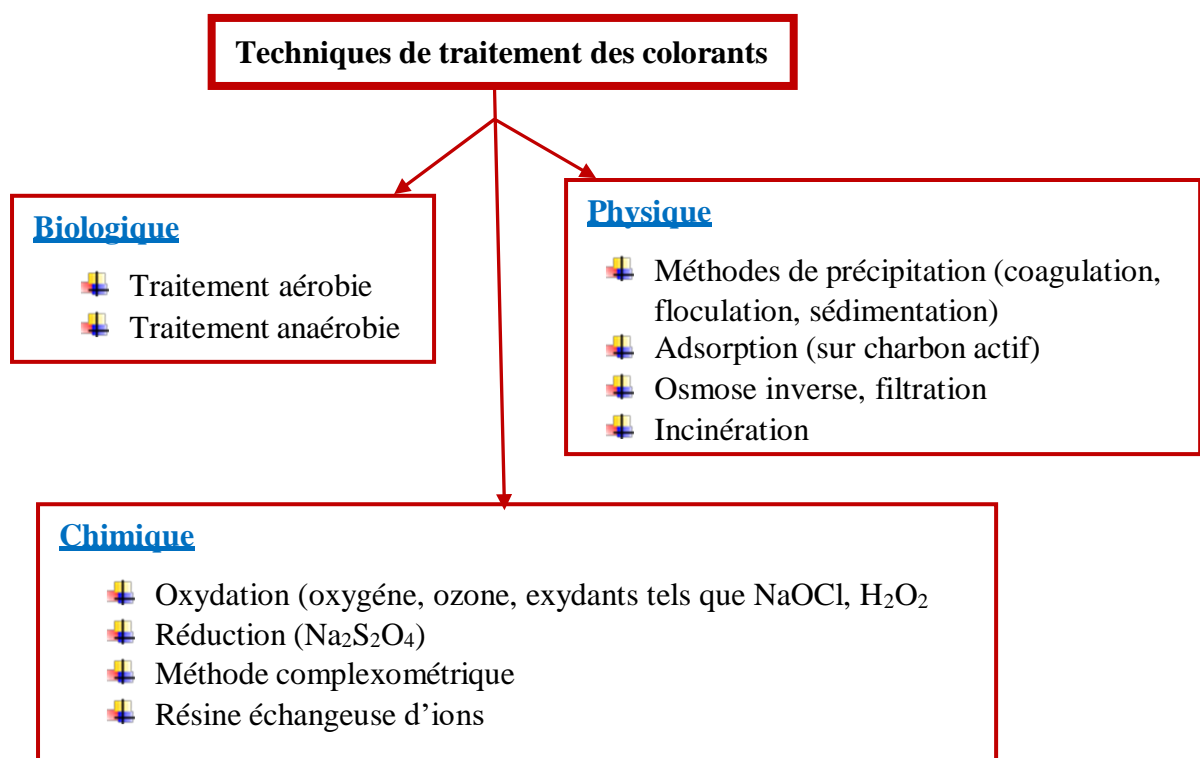 Techniques de traitement des colorants
Biologique
Traitement aérobie
Traitement anaérobie
Physique
Méthodes de précipitation (coagulation,
floculation, sédimentation)
Adsorption (sur charbon actif)
Osmose inverse, filtration
Incinération
Chimique
Oxydation (oxygéne, ozone, exydants tels que NaOCl, H₂O₂
Réduction (Na₂S₂O₄)
Méthode complexométrique
Résine échangeuse d’ions